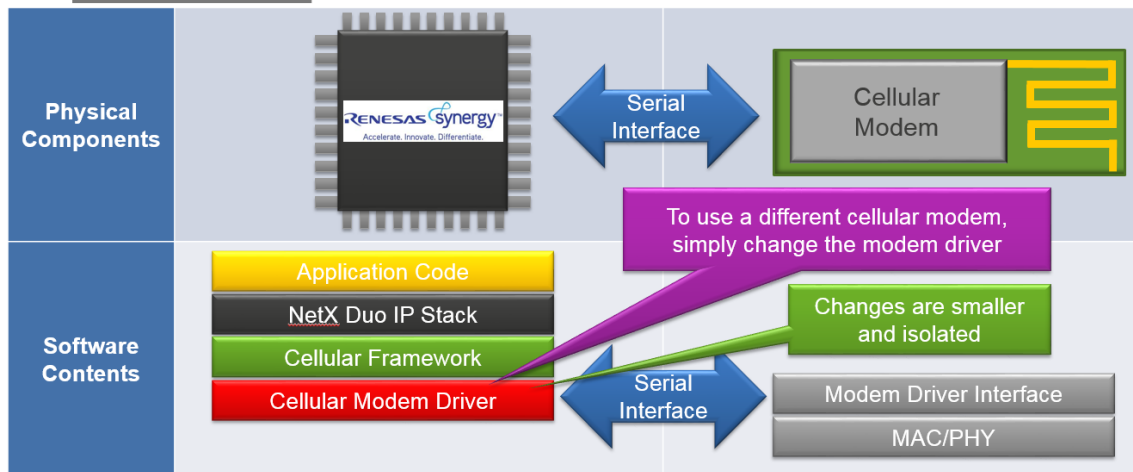 Physical
Components
RENESAS synergy™
Accelerate. Innovate. Differentiate.
Serial
Interface
Cellular
Modem
To use a different cellular modem,
simply change the modem driver
Software
Contents
Application Code
NetX Duo IP Stack
Cellular Framework
Cellular Modem Driver
Changes are smaller
and isolated
Serial
Interface
Modem Driver Interface
MAC/PHY